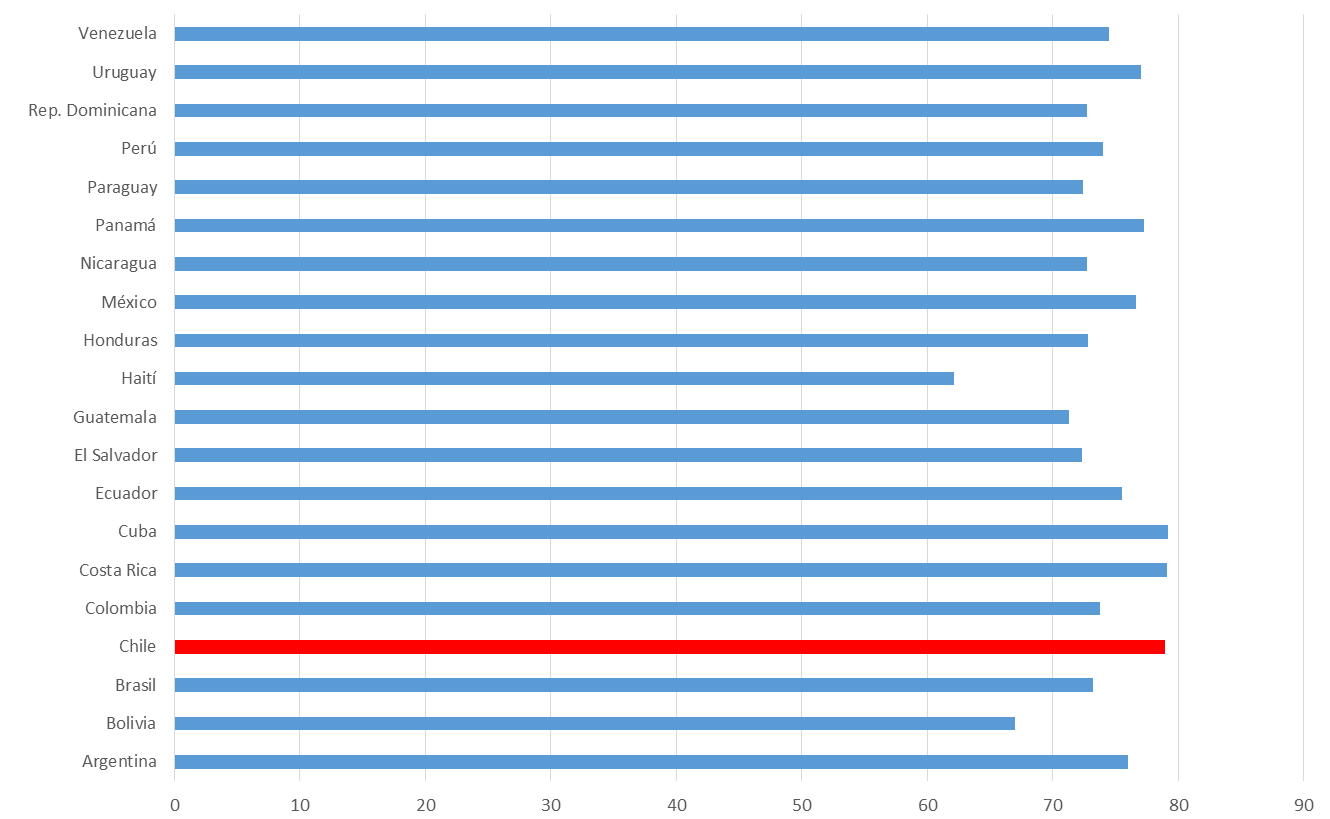 Venezuela
Uruguay
Rep. Dominicana
Perú
Paraguay
Panamá
Nicaragua
México
Honduras
Haití
Guatemala
El Salvador
Ecuador
Cuba
Costa Rica
Colombia
Chile
Brasil
Bolivia
Argentina
0 10 20 30 40 50 60 70 80 90